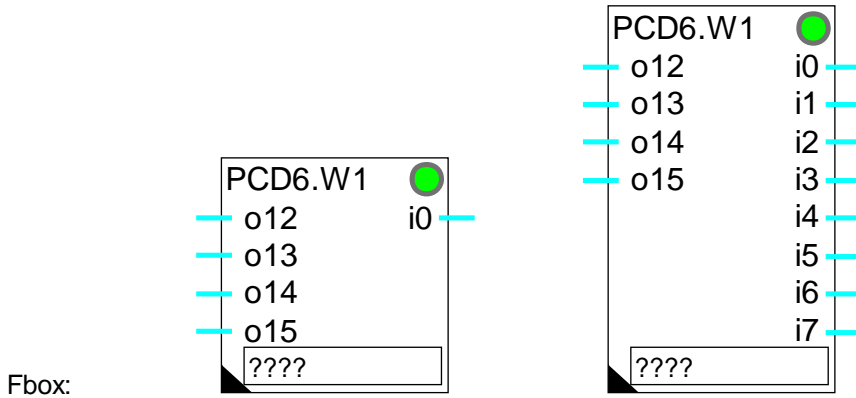 PCD6.W1
o12 i0
o13 i1
o14 i2
o15 i3
i4
i5
i6
i7
????
PCD6.W1
o12 i0
o13
o14
o15
????
Fbox: